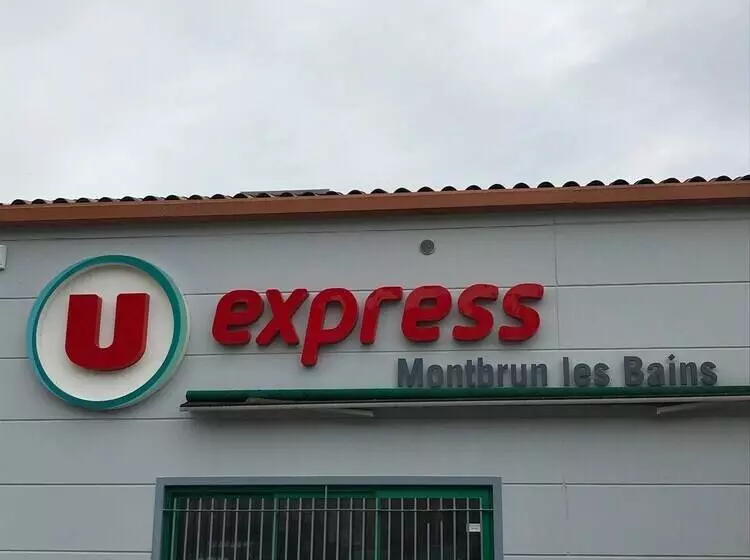 U express
Montbrun les Bains